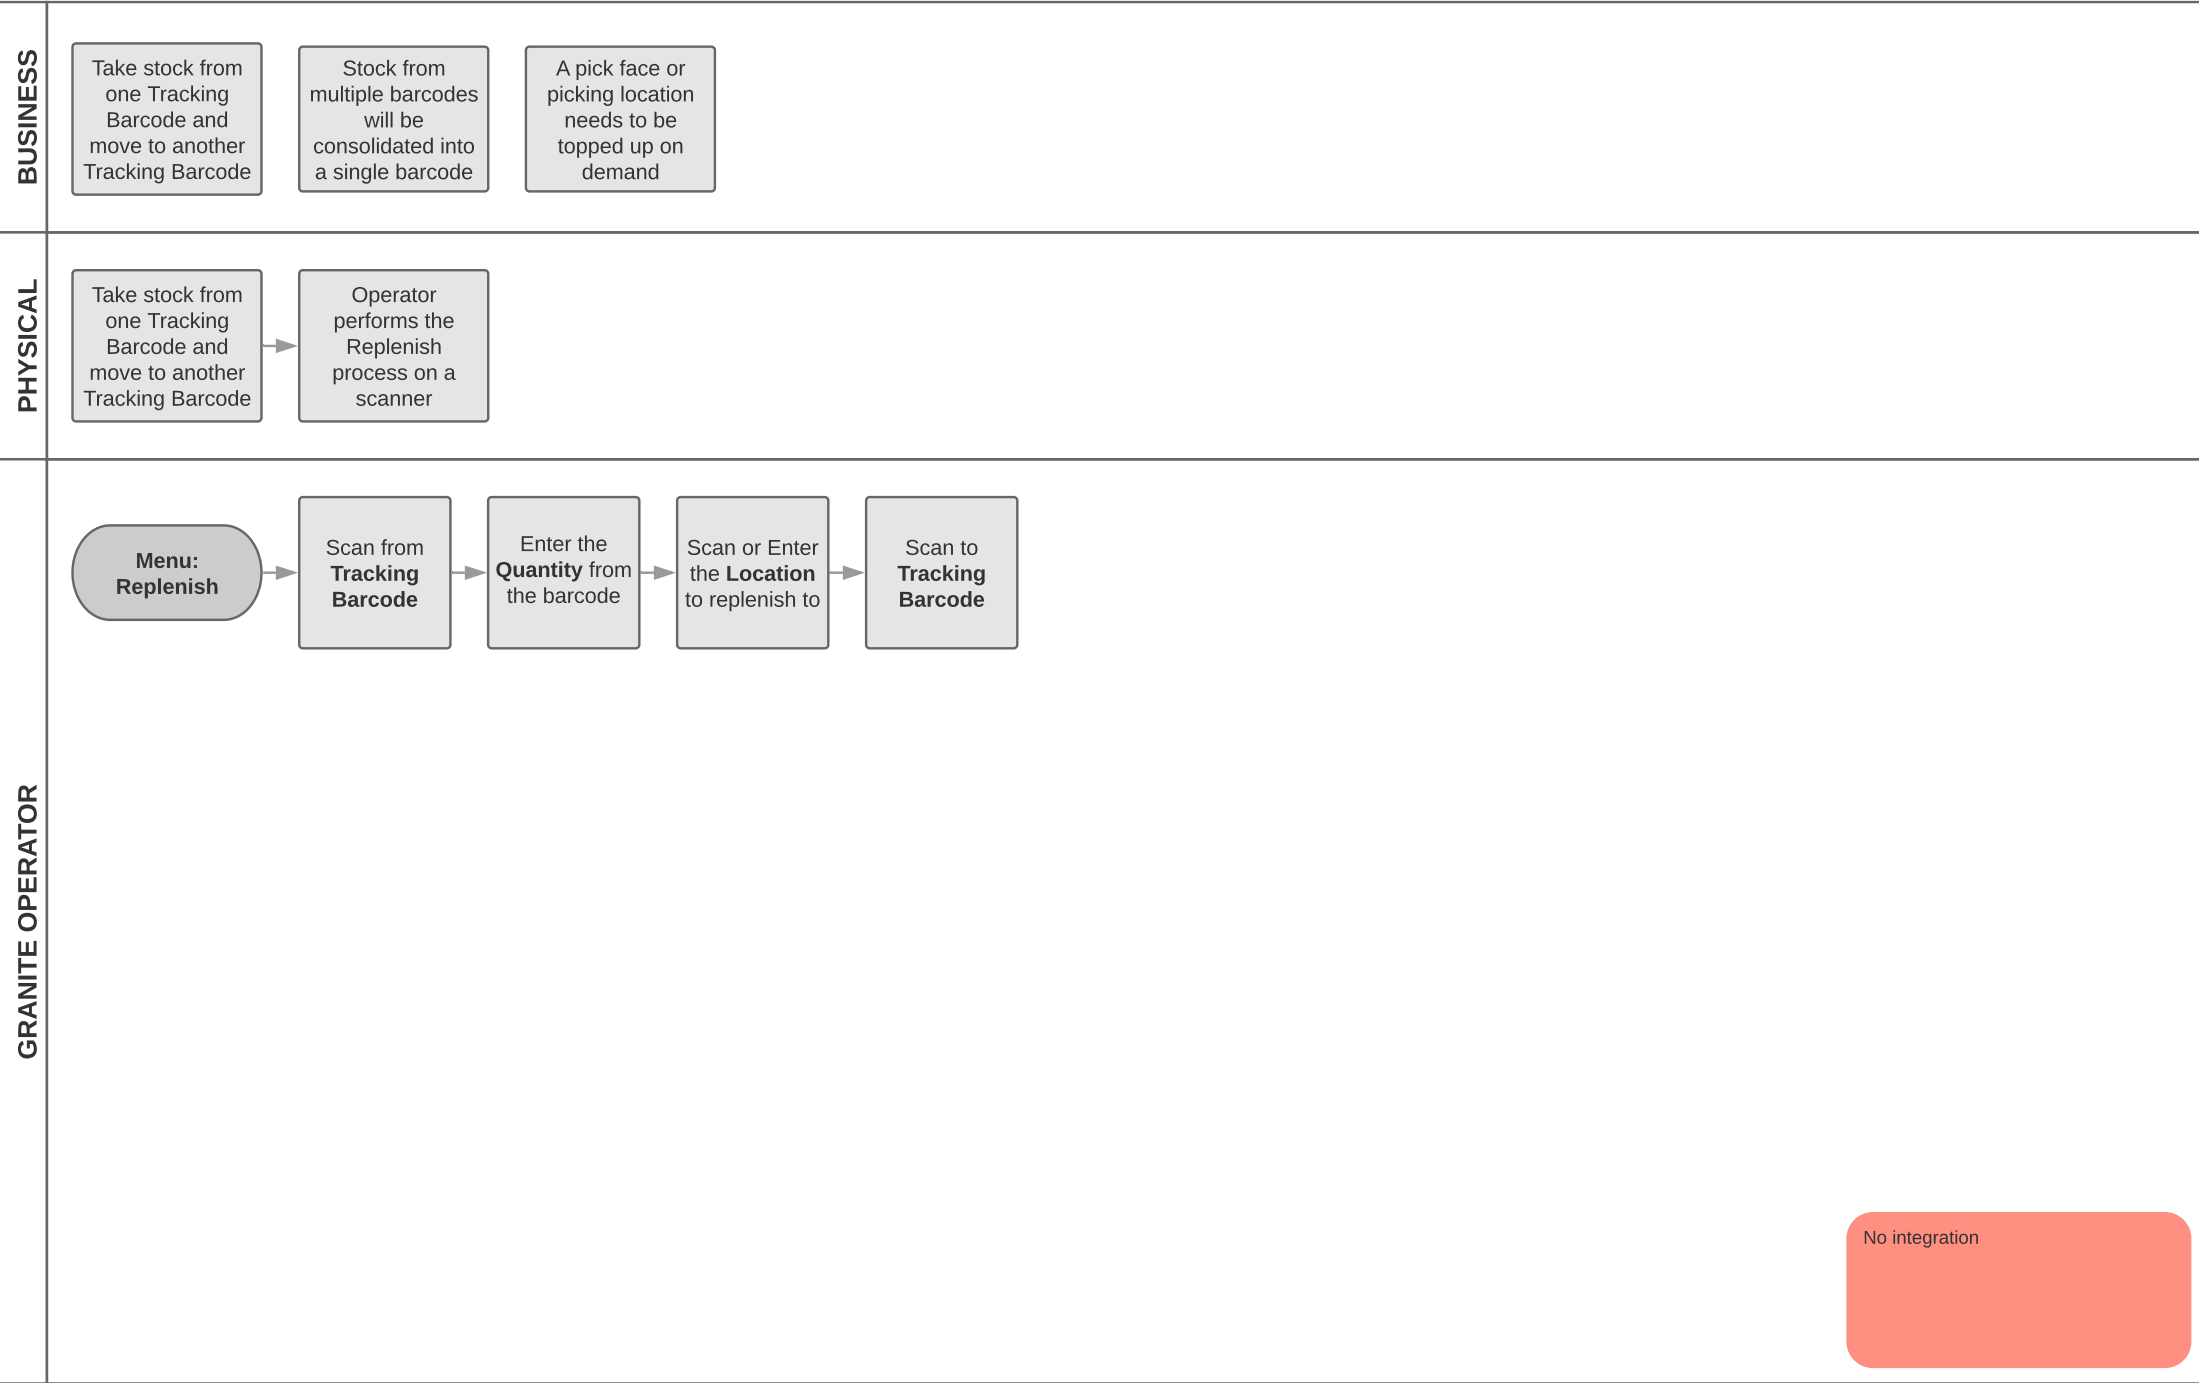 BUSINESS
Take stock from
one Tracking
Barcode and
move to another
Tracking Barcode
Stock from
multiple barcodes
will be
consolidated into
a single barcode
A pick face or
picking location
needs to be
topped up on
demand
PHYSICAL
Take stock from
one Tracking
Barcode and
move to another
Tracking Barcode
Operator
performs the
Replenish
process on a
scanner
GRANITE OPERATOR
Menu:
Replenish
Scan from
Tracking
Barcode
Enter the
Quantity from
the barcode
Scan or Enter
the Location
to replenish to
Scan to
Tracking
Barcode
No integration